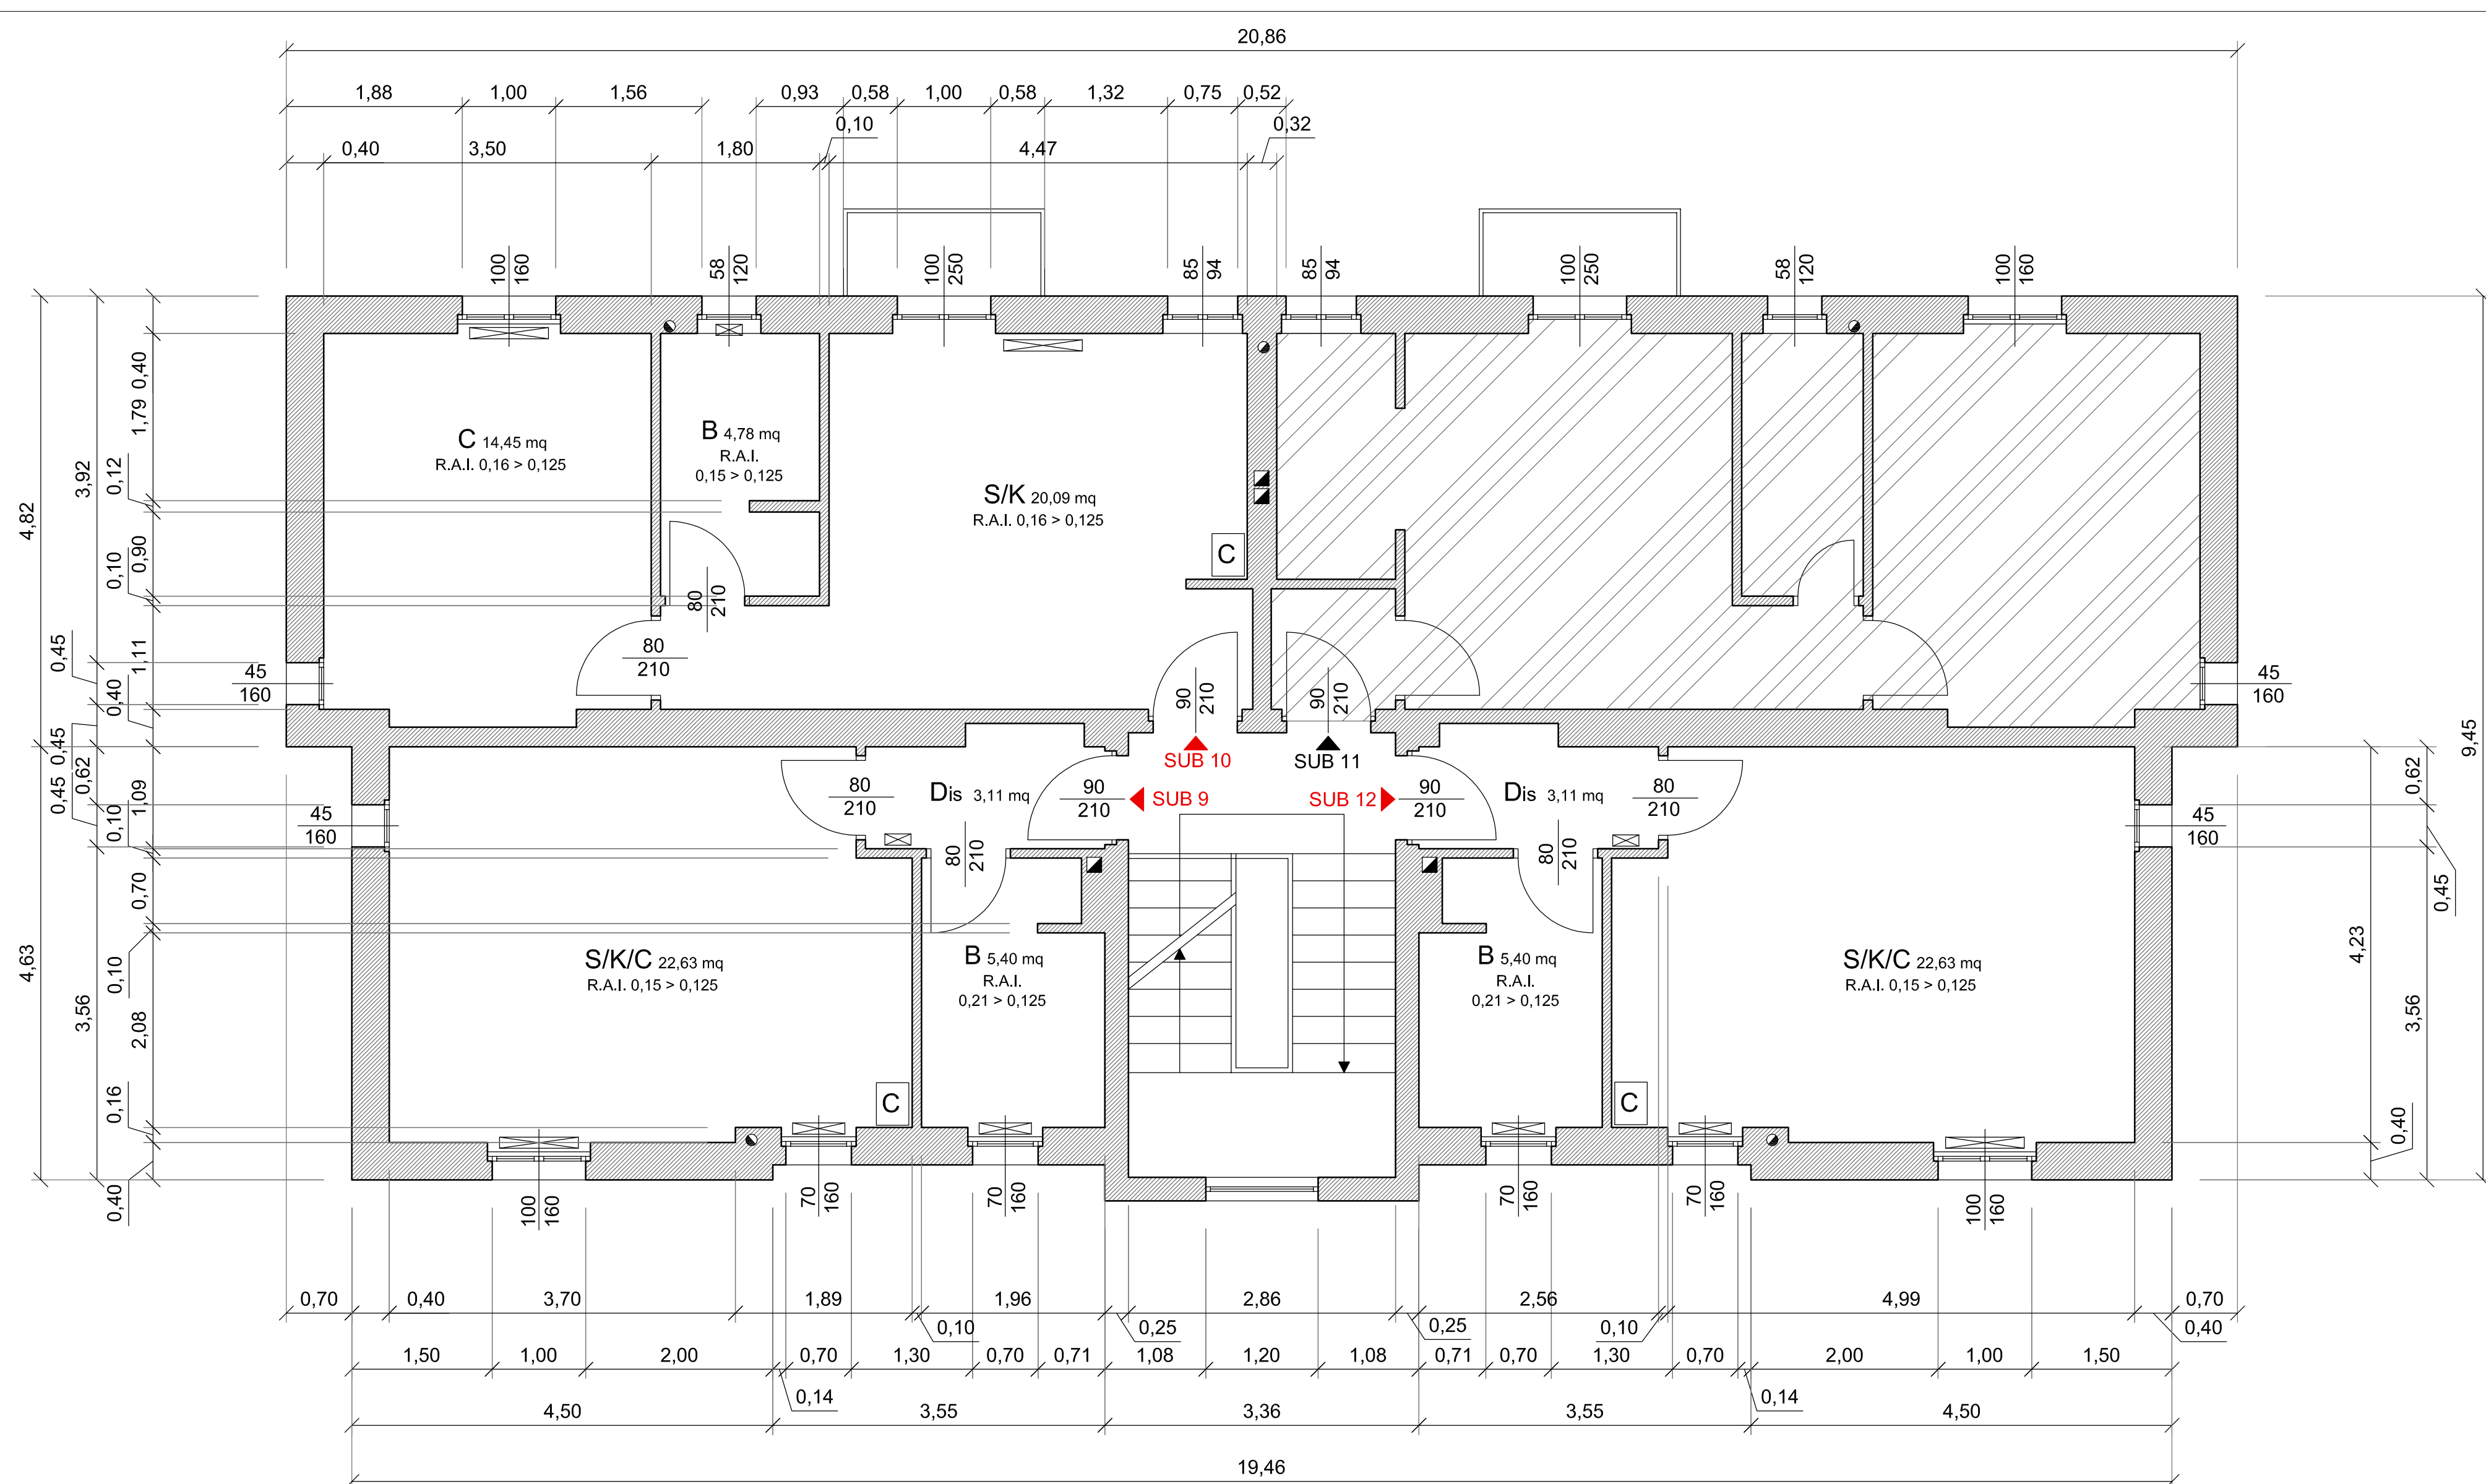 20,86
1,88 1,00 1,56 0,93 0,58 1,00 0,58 1,32 0,75 0,52
0,10 0,32
0,40 3,50 1,80 4,47
100 160
58 120
100 250
85 94
85 94
100 250
58 120
100 160
4,82
4,63
3,92
0,45
0,45
0,62
0,45
3,56
0,40
1,79
0,12
0,90
0,10
1,11
0,40
1,09
0,10
0,70
0,10
2,08
0,16
0,40
C 14,45 mq
R.A.I. 0,16 > 0,125
B 4,78 mq
R.A.I.
0,15 > 0,125
S/K 20,09 mq
R.A.I. 0,16 > 0,125
C
80
210
80
210
45
160
90
210
90
210
45
160
SUB 10
SUB 11
SUB 9
SUB 12
45
160
80
210
Dis 3,11 mq
90
210
90
210
Dis 3,11 mq
80
210
45
160
80
210
80
210
S/K/C 22,63 mq
R.A.I. 0,15 > 0,125
B 5,40 mq
R.A.I.
0,21 > 0,125
B 5,40 mq
R.A.I.
0,21 > 0,125
S/K/C 22,63 mq
R.A.I. 0,15 > 0,125
C
C
9,45
0,62
0,45
4,23
3,56
0,40
100 160
70 160
70 160
70 160
70 160
100 160
0,70 0,40 3,70 1,89 1,96 2,86 2,56 4,99 0,70
0,10 0,25 0,25 0,10 0,40
1,50 1,00 2,00 0,70 1,30 0,70 0,71 1,08 1,20 1,08 0,71 0,70 1,30 0,70 2,00 1,00 1,50
0,14 0,14
4,50 3,55 3,36 3,55 4,50
19,46